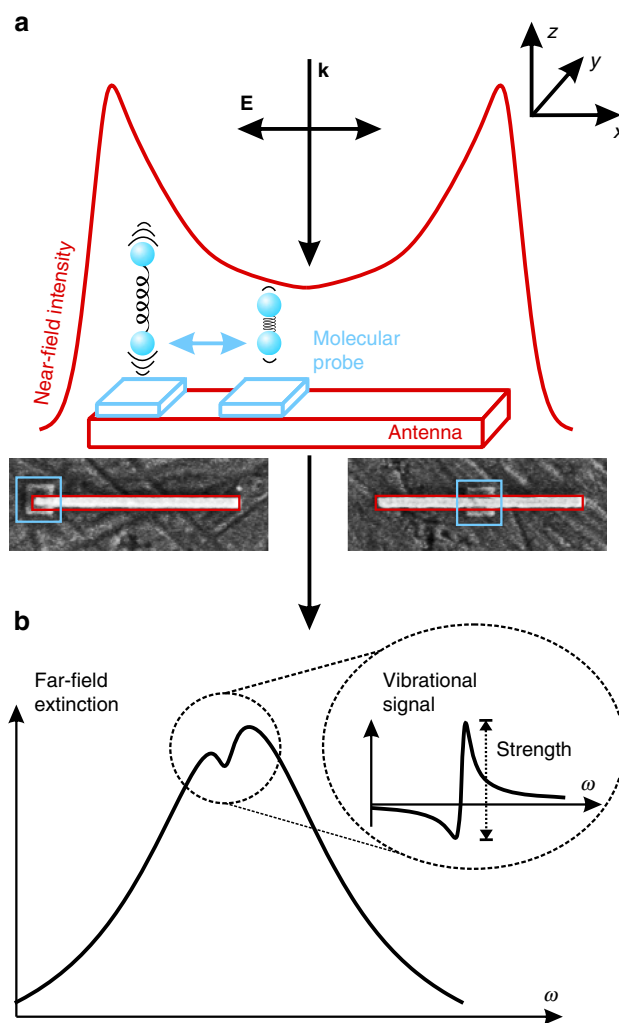 a
z
y
x
k
E
Near-field intensity
Molecular
probe
Antenna
b
Far-field
extinction
Vibrational
signal
Strength
ω
ω